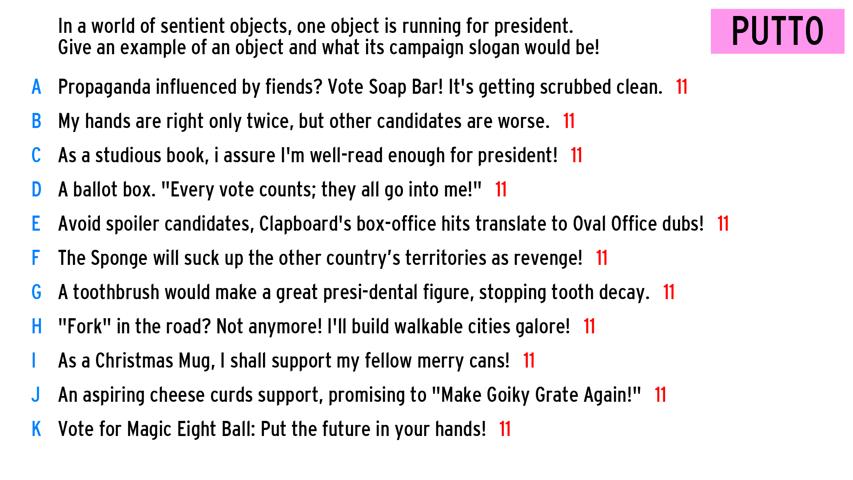 In a world of sentient objects, one object is running for president.
Give an example of an object and what its campaign slogan would be!
PUTTO
A Propaganda influenced by fiends? Vote Soap Bar! It's getting scrubbed clean. 11
B My hands are right only twice, but other candidates are worse. 11
C As a studious book, i assure I'm well-read enough for president! 11
D A ballot box. "Every vote counts; they all go into me!" 11
E Avoid spoiler candidates, Clapboard's box-office hits translate to Oval Office dubs! 11
F The Sponge will suck up the other country’s territories as revenge! 11
G A toothbrush would make a great presi-dental figure, stopping tooth decay. 11
H "Fork" in the road? Not anymore! I'll build walkable cities galore! 11
I As a Christmas Mug, I shall support my fellow merry cans! 11
J An aspiring cheese curds support, promising to "Make Goiky Grate Again!" 11
K Vote for Magic Eight Ball: Put the future in your hands! 11